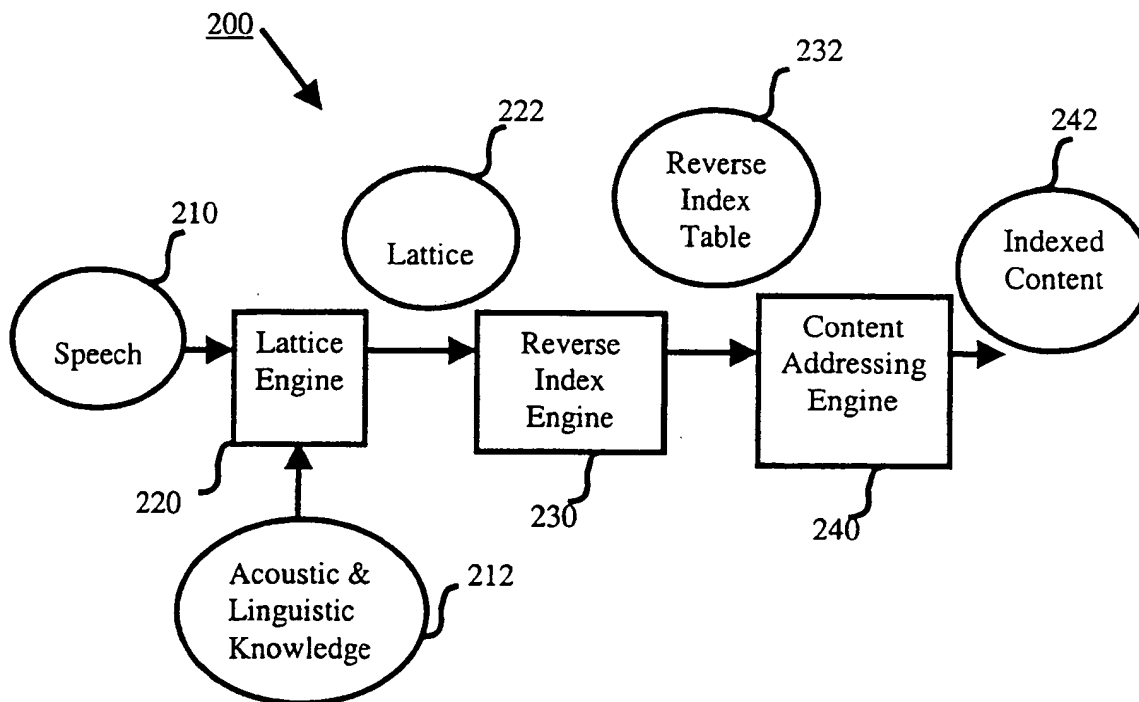 200
232
222
242
210
Reverse
Index
Table
Lattice
Indexed
Content
Speech
Lattice
Engine
Reverse
Index
Engine
Content
Addressing
Engine
220
230
240
212
Acoustic &
Linguistic
Knowledge